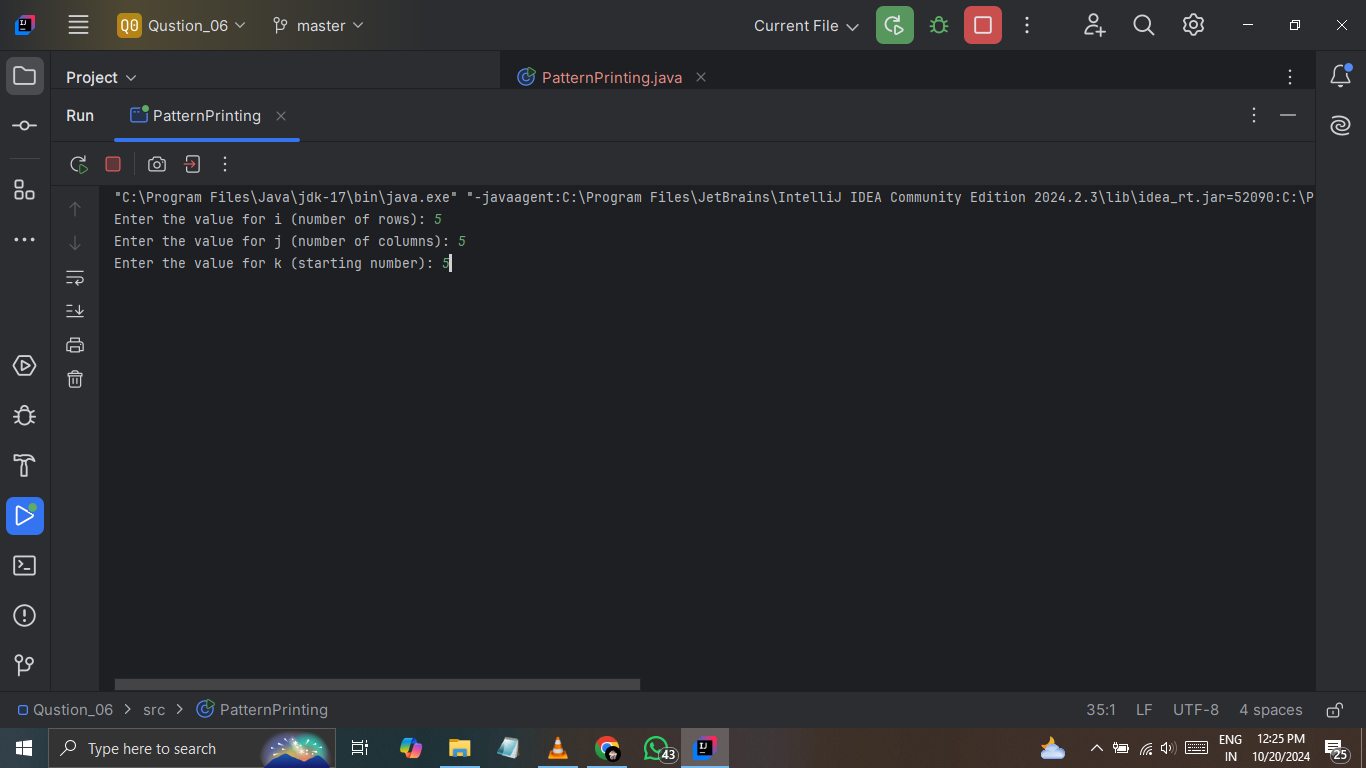 Q0 Qustion_06 master Current File
Project PatternPrinting.java
Run PatternPrinting
"C:\Program Files\Java\jdk-17\bin\java.exe" "-javaagent:C:\Program Files\JetBrains\IntelliJ IDEA Community Edition 2024.2.3\lib\idea_rt.jar=52090:C:\P
Enter the value for i (number of rows): 5
Enter the value for j (number of columns): 5
Enter the value for k (starting number): 5
Qustion_06 > src > PatternPrinting 35:1 LF UTF-8 4 spaces
Type here to search 43 ENG 12:25 PM
IN 10/20/2024 25